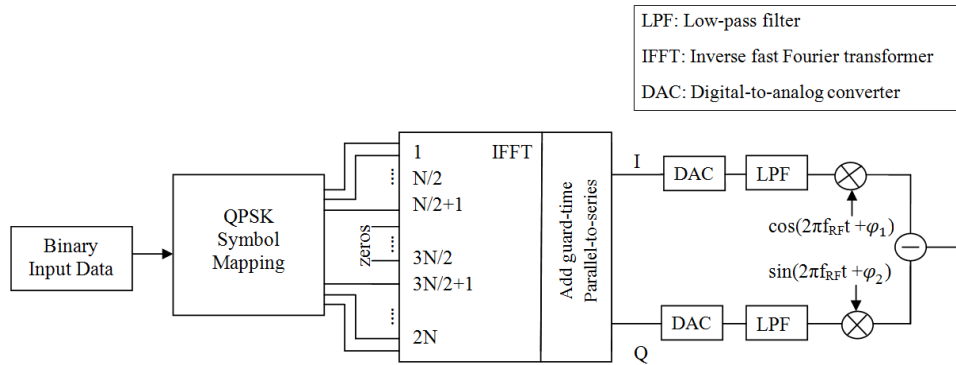 LPF: Low-pass filter
IFFT: Inverse fast Fourier transformer
DAC: Digital-to-analog converter
Binary
Input Data
QPSK
Symbol
Mapping
zeros
1
N/2
N/2+1
3N/2
3N/2+1
2N
IFFT
Add guard-time
Parallel-to-series
I
DAC
LPF
cos(2πf_RF t +φ₁)
sin(2πf_RF t +φ₂)
DAC
LPF
Q